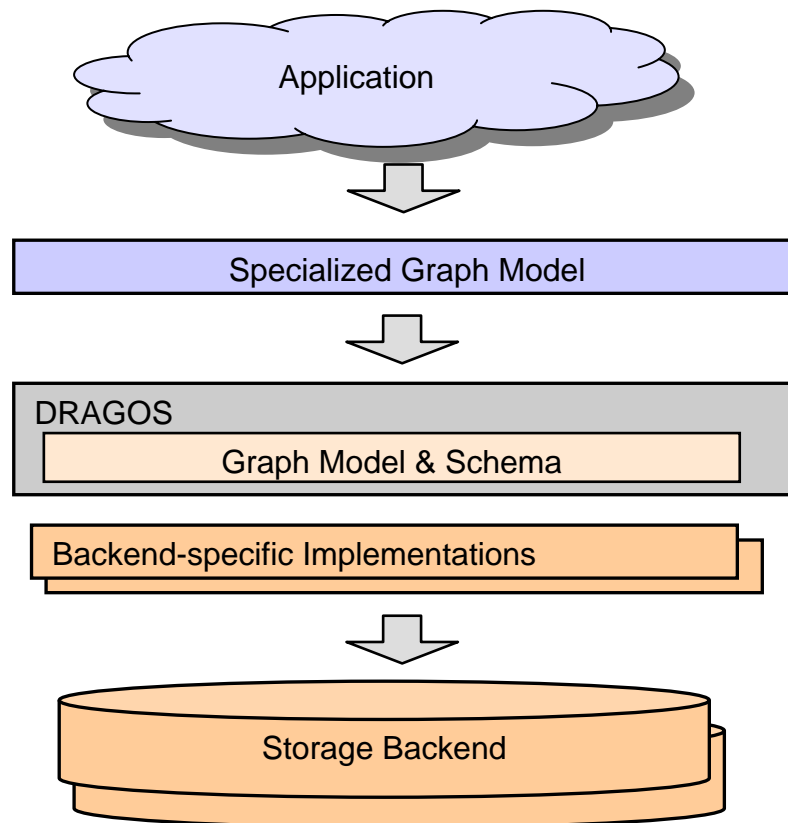 Application
Specialized Graph Model
DRAGOS
Graph Model & Schema
Backend-specific Implementations
Storage Backend